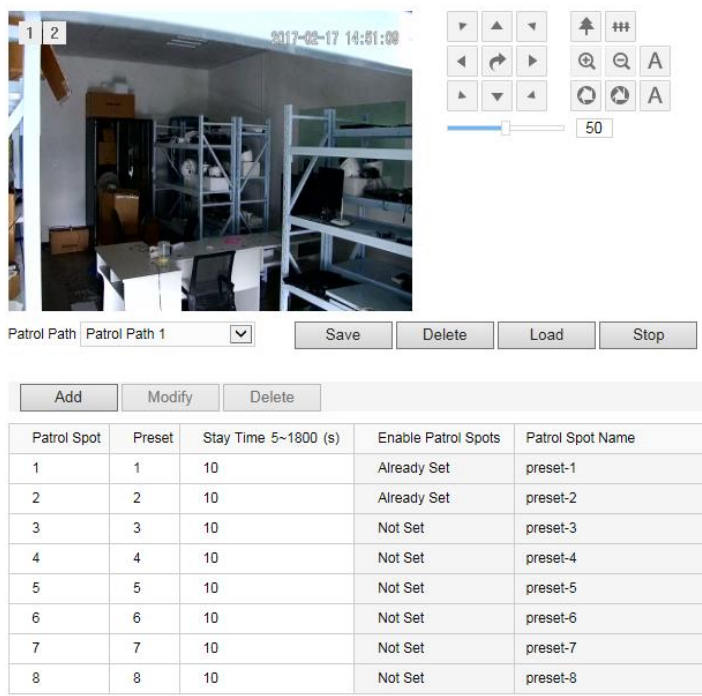 1 2
2017-02-17 14:51:09
A
A
50
Patrol Path Patrol Path 1
Save Delete Load Stop
Add Modify Delete
Patrol Spot Preset Stay Time 5~1800 (s) Enable Patrol Spots Patrol Spot Name
1 1 10 Already Set preset-1
2 2 10 Already Set preset-2
3 3 10 Not Set preset-3
4 4 10 Not Set preset-4
5 5 10 Not Set preset-5
6 6 10 Not Set preset-6
7 7 10 Not Set preset-7
8 8 10 Not Set preset-8